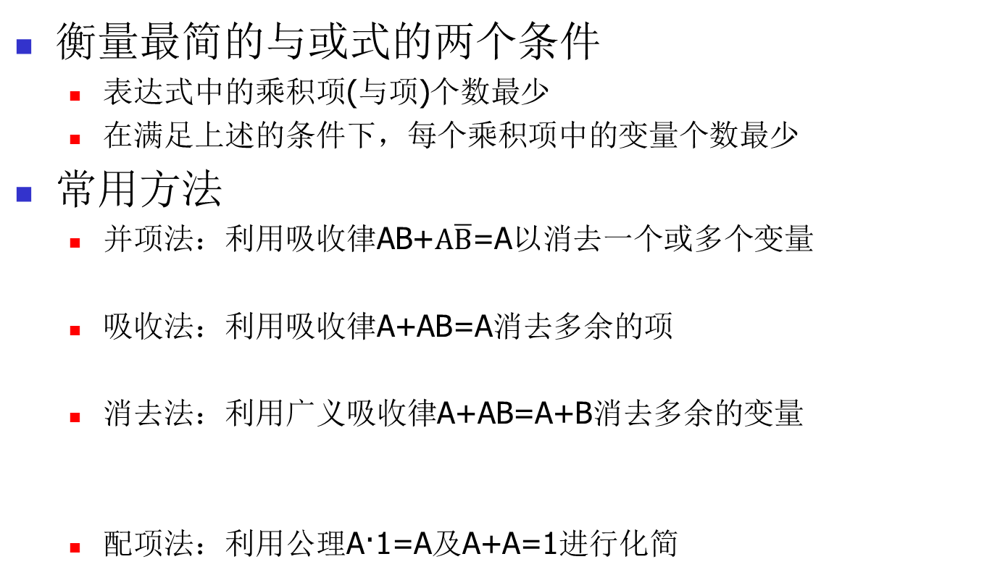 衡量最简的与或式的两个条件
表达式中的乘积项(与项)个数最少
在满足上述的条件下，每个乘积项中的变量个数最少
常用方法
并项法：利用吸收律AB+AB̅=A以消去一个或多个变量
吸收法：利用吸收律A+AB=A消去多余的项
消去法：利用广义吸收律A+AB=A+B消去多余的变量
配项法：利用公理A·1=A及A+A=1进行化简